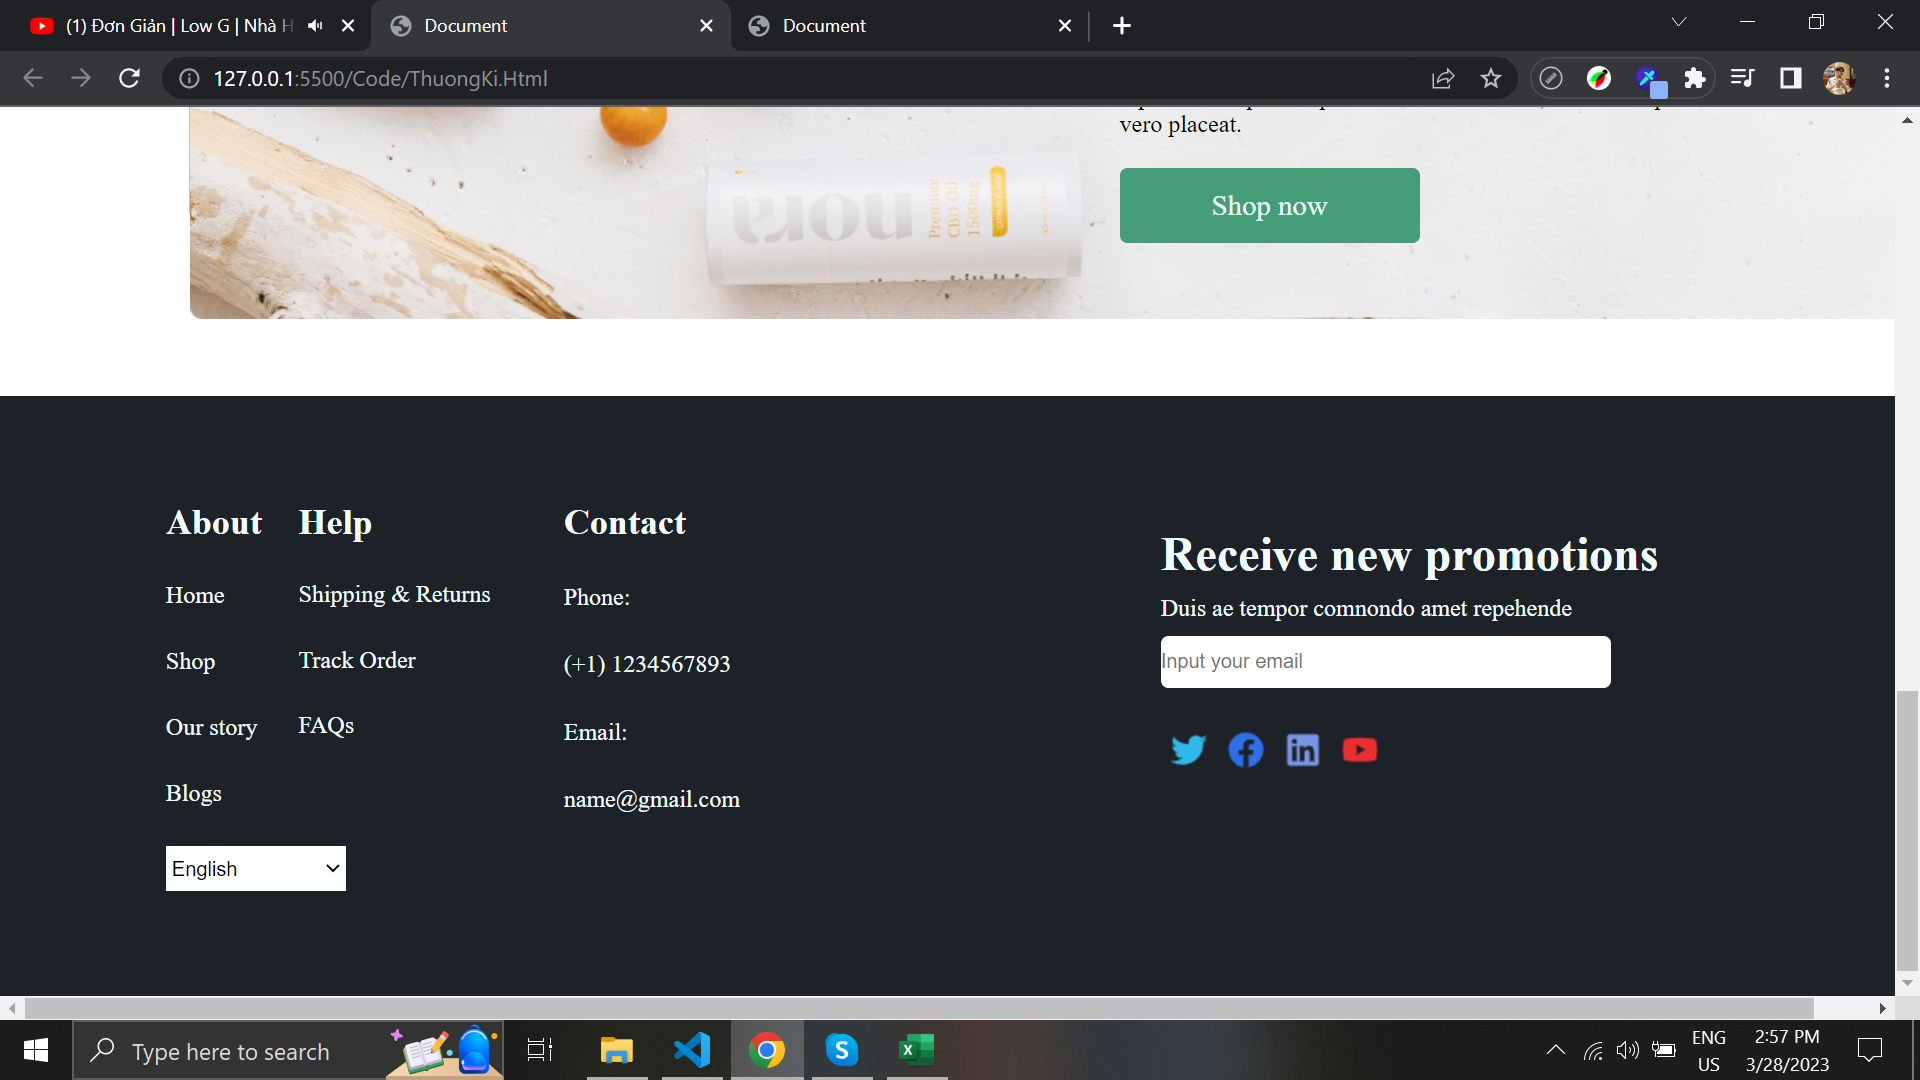 (1) Đơn Giản | Low G | Nhà H
Document
Document
127.0.0.1:5500/Code/ThuongKi.Html
vero placeat.
nora
Premium
CBD Oil
1500mg
Shop now
About
Help
Contact
Receive new promotions
Home
Shipping & Returns
Phone:
Duis ae tempor comnondo amet repehende
Shop
Track Order
(+1) 1234567893
Input your email
Our story
FAQs
Email:
Blogs
name@gmail.com
English
Type here to search
ENG
US
2:57 PM
3/28/2023